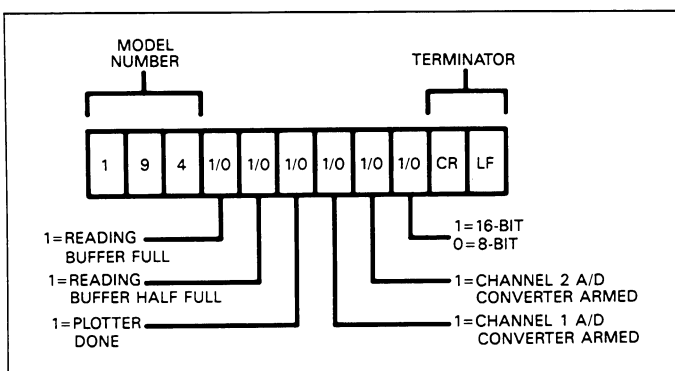 MODEL
NUMBER
TERMINATOR
1 9 4 1/0 1/0 1/0 1/0 1/0 1/0 CR LF
1=READING
BUFFER FULL
1=READING
BUFFER HALF FULL
1=PLOTTER
DONE
1=16-BIT
0=8-BIT
1=CHANNEL 2 A/D
CONVERTER ARMED
1=CHANNEL 1 A/D
CONVERTER ARMED